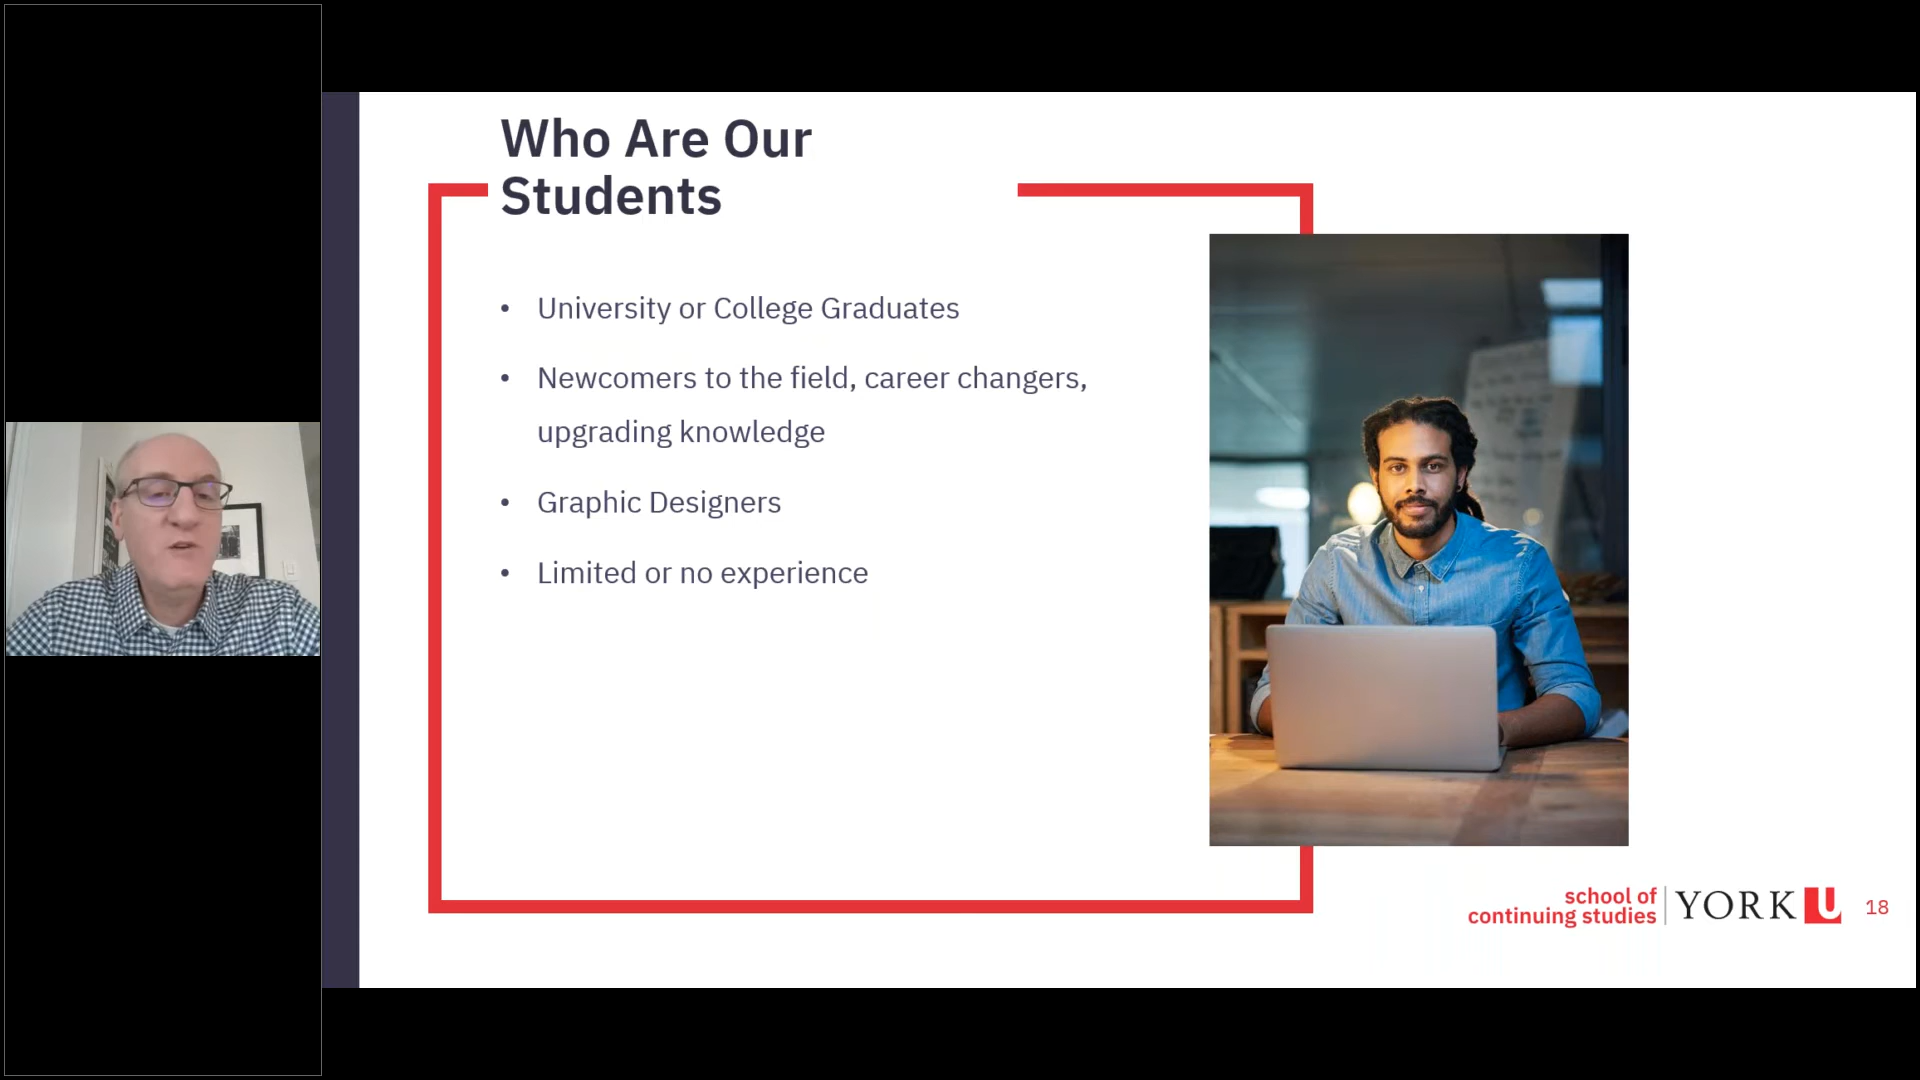 Who Are Our
Students
• University or College Graduates
• Newcomers to the field, career changers,
upgrading knowledge
• Graphic Designers
• Limited or no experience
school of
continuing studies
YORK U
18